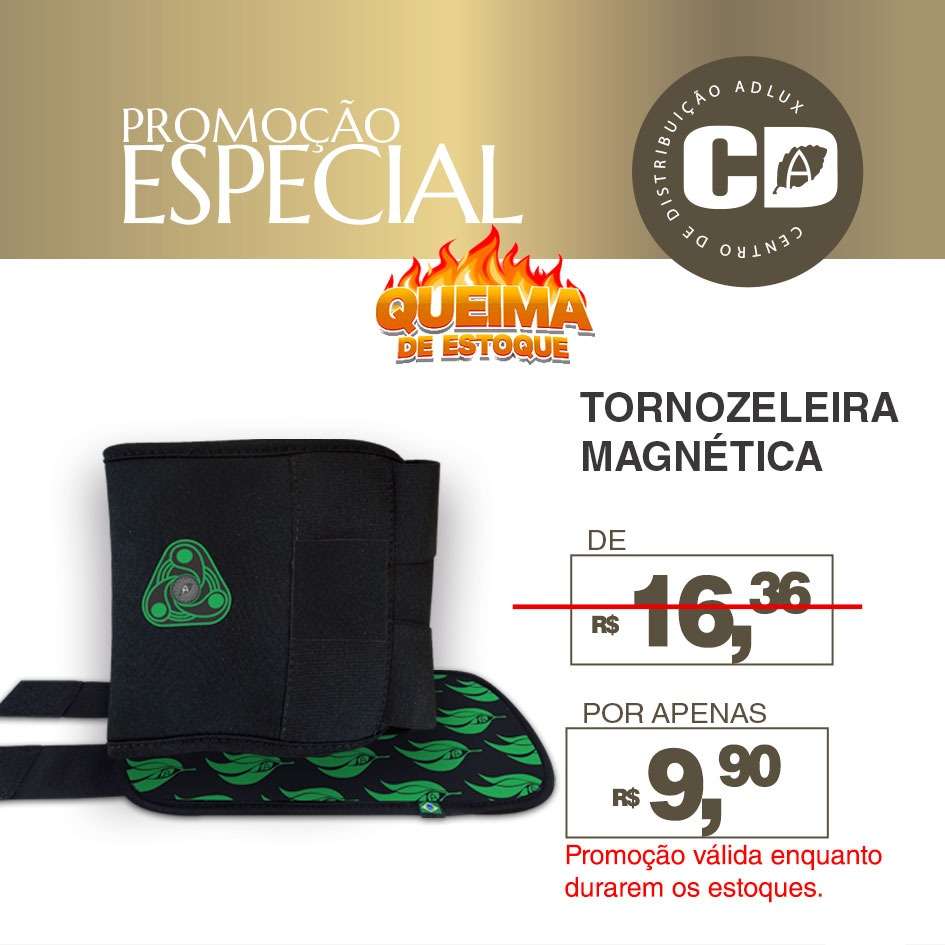 PROMOÇÃO
ESPECIAL
CENTRO DE DISTRIBUIÇÃO ADLUX
CDA
QUEIMA
DE ESTOQUE
TORNOZELEIRA
MAGNÉTICA
DE
R$ 16,36
POR APENAS
R$ 9,90
Promoção válida enquanto
durarem os estoques.
A